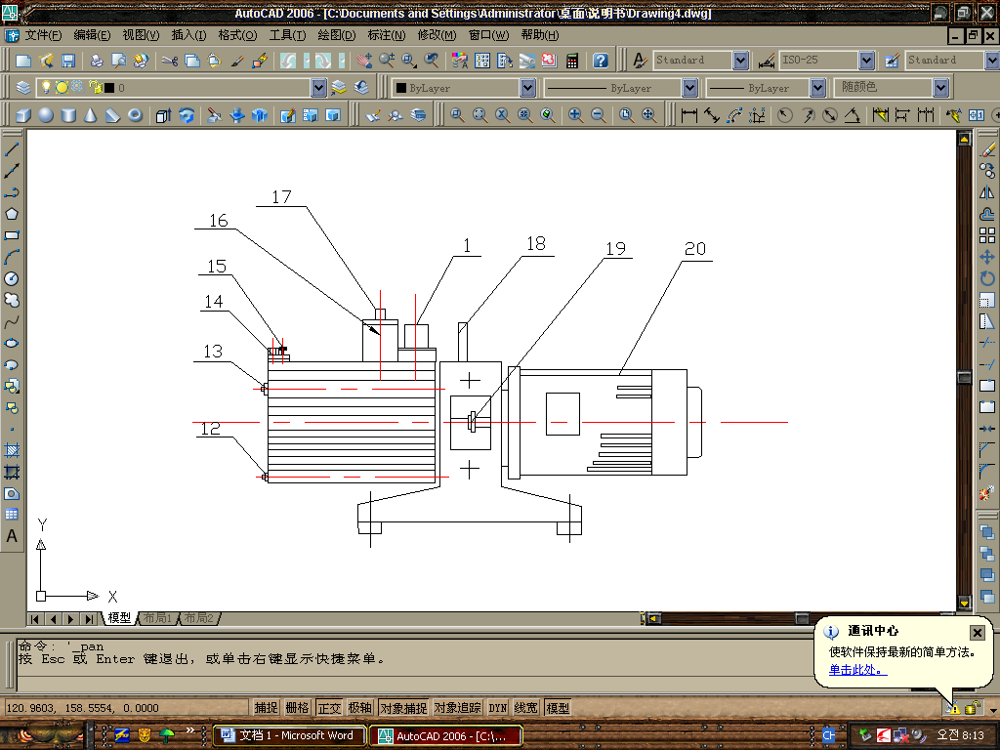 AutoCAD 2006 - [C:\Documents and Settings\Administrator\桌面\说明书\Drawing4.dwg]
文件(F) 编辑(E) 视图(V) 插入(I) 格式(O) 工具(T) 绘图(D) 标注(N) 修改(M) 窗口(W) 帮助(H)
Standard ISO-25 Standard
0 ByLayer ByLayer ByLayer 随颜色
17
16
1
18
19
20
15
14
13
12
Y
X
A
模型 布局1 布局2
命令: '_pan
按 Esc 或 Enter 键退出，或单击右键显示快捷菜单。
通讯中心
使软件保持最新的简单方法。
单击此处。
120.9603, 158.5554, 0.0000 捕捉 栅格 正交 极轴 对象捕捉 对象追踪 DYN 线宽 模型
文档 1 - Microsoft Word AutoCAD 2006 - [C:\... CH 오전 8:13